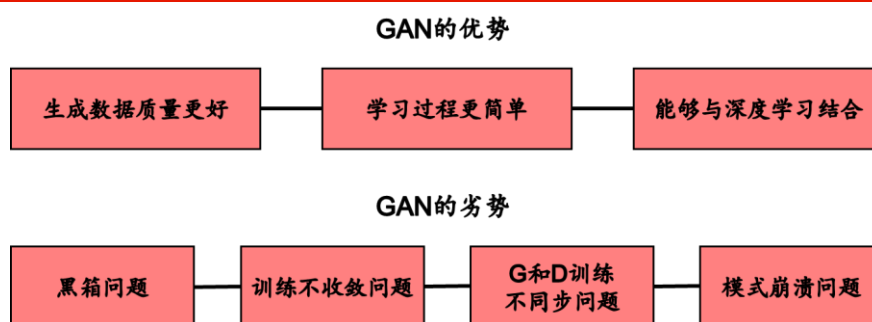 GAN的优势
生成数据质量更好
学习过程更简单
能够与深度学习结合
GAN的劣势
黑箱问题
训练不收敛问题
G和D训练
不同步问题
模式崩溃问题